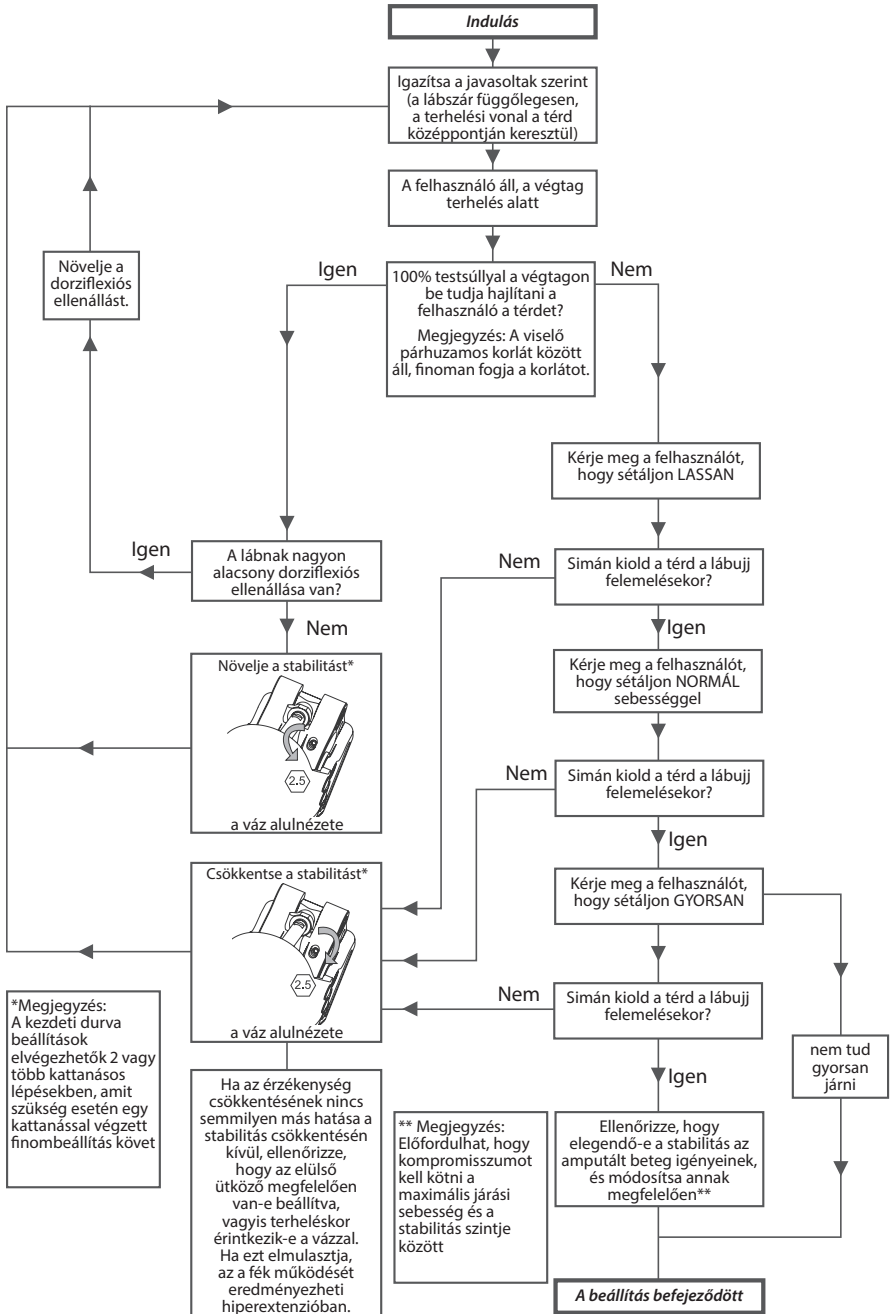 Indulás
Igazítsa a javasoltak szerint
(a lábszár függőlegesen,
a terhelési vonal a térd
középpontján keresztül)
A felhasználó áll, a végtag
terhelés alatt
Növelje a
dorziflexiós
ellenállást.
Igen
100% testsúllyal a végtagon
be tudja hajlítani a
felhasználó a térdet?
Megjegyzés: A viselő
párhuzamos korlát között
áll, finoman fogja a korlátot.
Nem
Kérje meg a felhasználót,
hogy sétáljon LASSAN
Igen
A lábnak nagyon
alacsony dorziflexiós
ellenállása van?
Nem
Simán kiold a térd a lábujj
felemelésekor?
Nem
Igen
Növelje a stabilitást*
2.5
a váz alulnézete
Kérje meg a felhasználót,
hogy sétáljon NORMÁL
sebességgel
Nem
Simán kiold a térd a lábujj
felemelésekor?
Igen
Csökkentse a stabilitást*
2.5
a váz alulnézete
Kérje meg a felhasználót,
hogy sétáljon GYORSAN
Nem
Simán kiold a térd a lábujj
felemelésekor?
Igen
nem tud
gyorsan
járni
*Megjegyzés:
A kezdeti durva
beállítások
elvégezhetők 2 vagy
több kattanásos
lépésekben, amit
szükség esetén egy
kattanással végzett
finombeállítás követ
Ha az érzékenység
csökkentésének nincs
semmilyen más hatása a
stabilitás csökkentésén
kívül, ellenőrizze,
hogy az elülső
ütköző megfelelően
van-e beállítva,
vagyis terheléskor
érintkezik-e a vázzal.
Ha ezt elmulasztja,
az a fék működését
eredményezheti
hiperextenzióban.
** Megjegyzés:
Előfordulhat, hogy
kompromisszumot
kell kötni a
maximális járási
sebesség és a
stabilitás szintje
között
Ellenőrizze, hogy
elegendő-e a stabilitás az
amputált beteg igényeinek,
és módosítsa annak
megfelelően**
A beállítás befejeződött